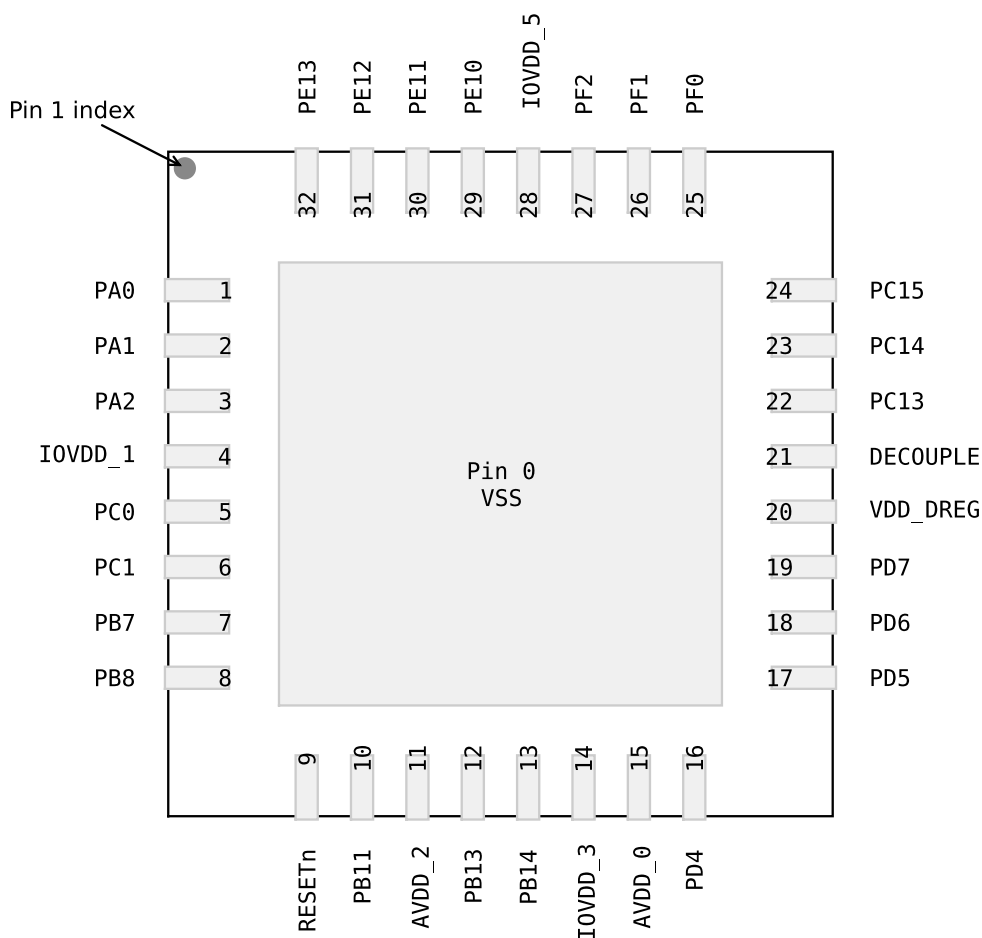 IOVDD_5
PE13
PE12
PE11
PE10
PF2
PF1
PF0
Pin 1 index
32
31
30
29
28
27
26
25
PA0 1
24 PC15
PA1 2
23 PC14
PA2 3
22 PC13
IOVDD_1 4
21 DECOUPLE
Pin 0
VSS
PC0 5
20 VDD_DREG
PC1 6
19 PD7
PB7 7
18 PD6
PB8 8
17 PD5
9
10
11
12
13
14
15
16
RESETn
PB11
AVDD_2
PB13
PB14
IOVDD_3
AVDD_0
PD4